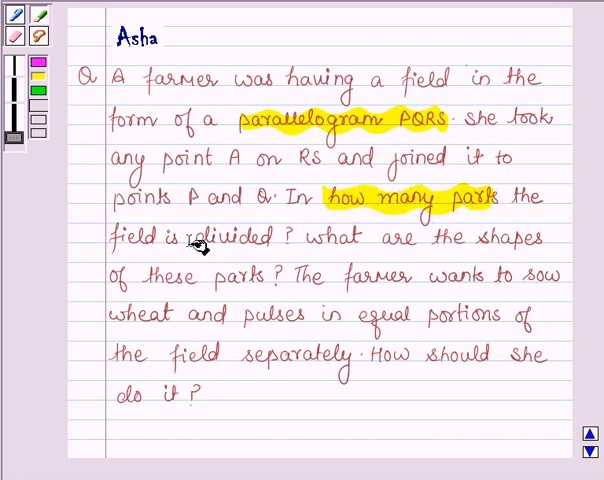 Asha
Q A farmer was having a field in the
form of a parallelogram PQRS. She took
any point A on RS and joined it to
points P and Q. In how many parts the
field is divided? what are the shapes
of these parts? The farmer wants to sow
wheat and pulses in equal portions of
the field separately. How should she
do it?